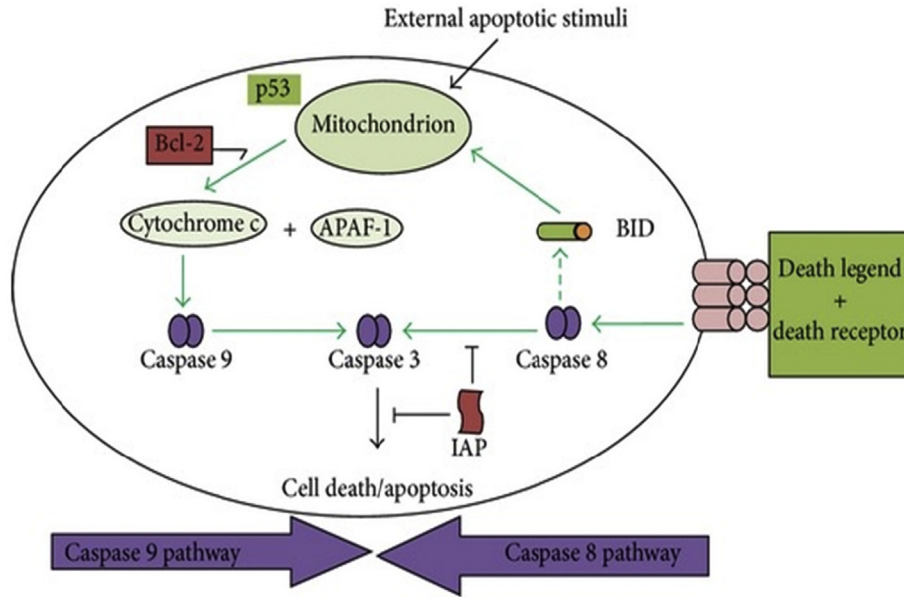 External apoptotic stimuli
p53
Mitochondrion
Bcl-2
Cytochrome c
+
APAF-1
BID
Death legend
+
death receptor
Caspase 9
Caspase 3
Caspase 8
IAP
Cell death/apoptosis
Caspase 9 pathway
Caspase 8 pathway